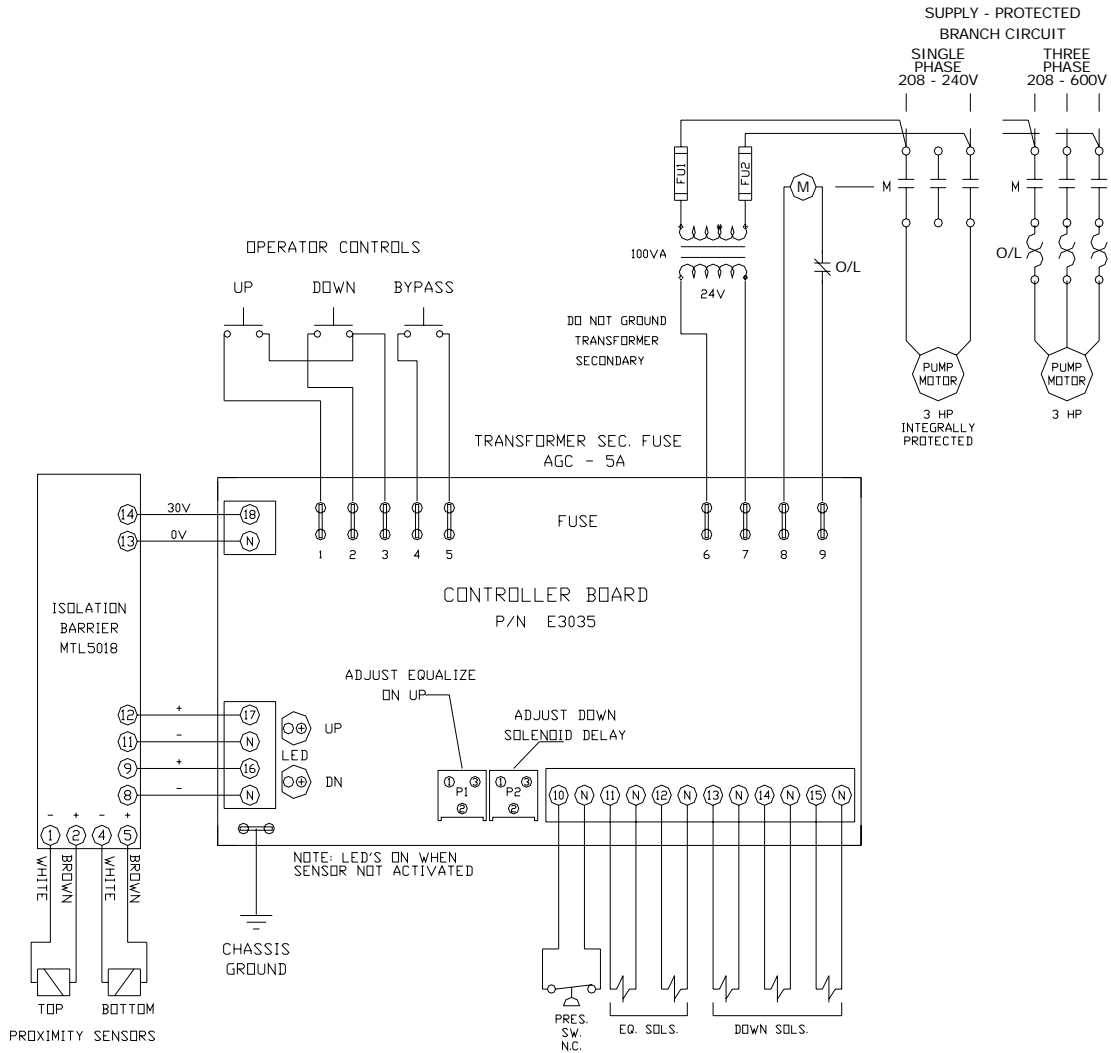 SUPPLY - PROTECTED
BRANCH CIRCUIT
SINGLE
PHASE
208 - 240V
THREE
PHASE
208 - 600V
FU1
FU2
M
M
M
100VA
24V
O/L
O/L
DO NOT GROUND
TRANSFORMER
SECONDARY
PUMP
MOTOR
3 HP
INTEGRALLY
PROTECTED
PUMP
MOTOR
3 HP
OPERATOR CONTROLS
UP
DOWN
BYPASS
TRANSFORMER SEC. FUSE
AGC - 5A
FUSE
1 2 3 4 5
6 7 8 9
CONTROLLER BOARD
P/N E3035
14 30V 18
13 0V N
ISOLATION
BARRIER
MTL5018
12 + 17
11 - N
9 + 16
8 - N
LED
UP
DN
- + - +
1 2 4 5
WHITE
BROWN
WHITE
BROWN
TOP
BOTTOM
PROXIMITY SENSORS
CHASSIS
GROUND
NOTE: LED'S ON WHEN
SENSOR NOT ACTIVATED
ADJUST EQUALIZE
ON UP
ADJUST DOWN
SOLENOID DELAY
1 3
P1
2
1 3
P2
2
10 N 11 N 12 N 13 N 14 N 15 N
PRES.
SW.
N.C.
EQ. SOLS.
DOWN SOLS.